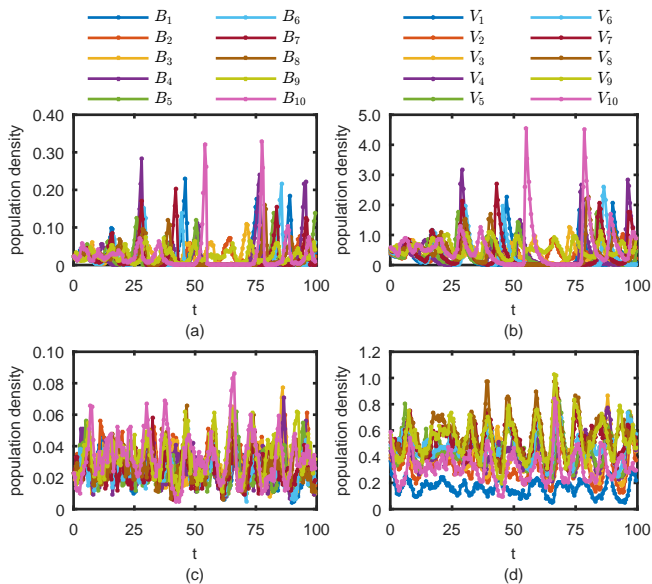 B1 B6 V1 V6
B2 B7 V2 V7
B3 B8 V3 V8
B4 B9 V4 V9
B5 B10 V5 V10
population density
0.40
0.30
0.20
0.10
0
0 25 50 75 100
t
(a)
population density
5.0
4.0
3.0
2.0
1.0
0
0 25 50 75 100
t
(b)
population density
0.10
0.08
0.06
0.04
0.02
0
0 25 50 75 100
t
(c)
population density
1.2
1.0
0.8
0.6
0.4
0.2
0
0 25 50 75 100
t
(d)